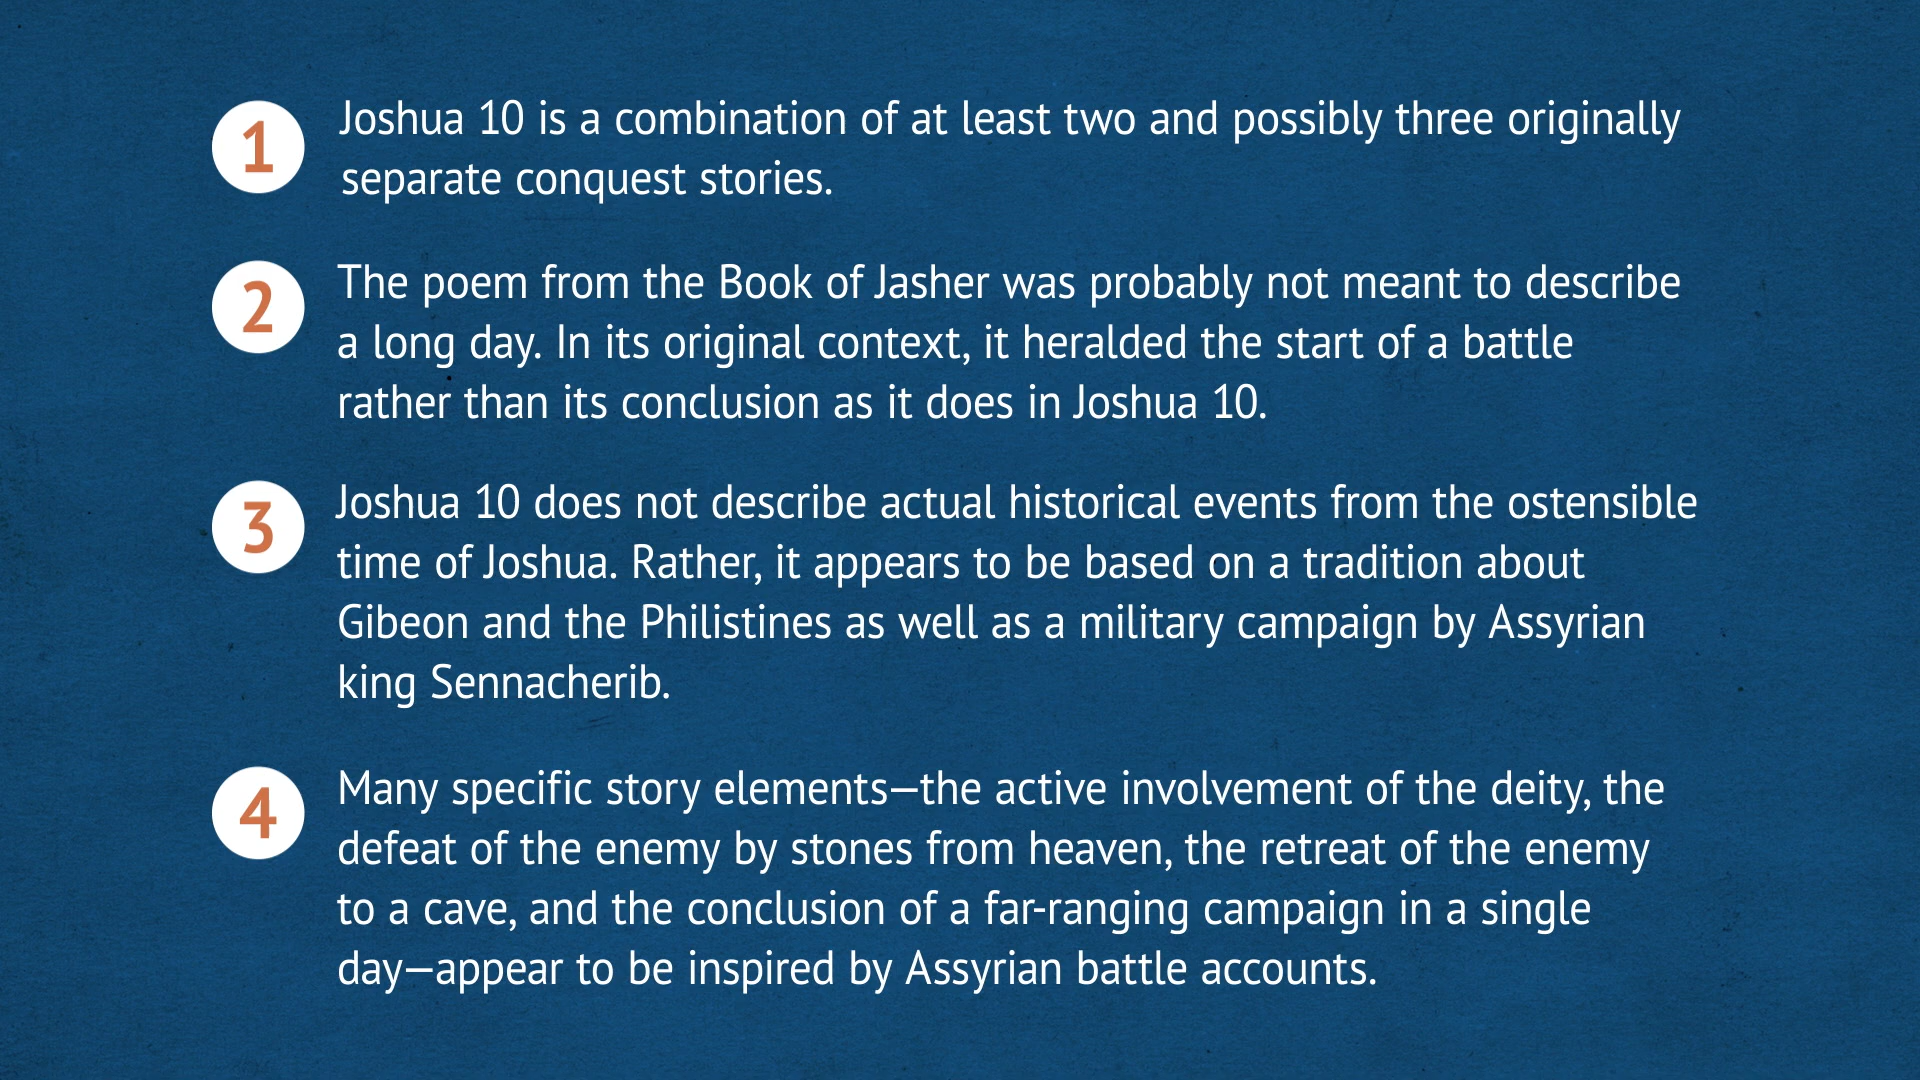 1 Joshua 10 is a combination of at least two and possibly three originally
separate conquest stories.
2 The poem from the Book of Jasher was probably not meant to describe
a long day. In its original context, it heralded the start of a battle
rather than its conclusion as it does in Joshua 10.
3 Joshua 10 does not describe actual historical events from the ostensible
time of Joshua. Rather, it appears to be based on a tradition about
Gibeon and the Philistines as well as a military campaign by Assyrian
king Sennacherib.
4 Many specific story elements—the active involvement of the deity, the
defeat of the enemy by stones from heaven, the retreat of the enemy
to a cave, and the conclusion of a far-ranging campaign in a single
day—appear to be inspired by Assyrian battle accounts.